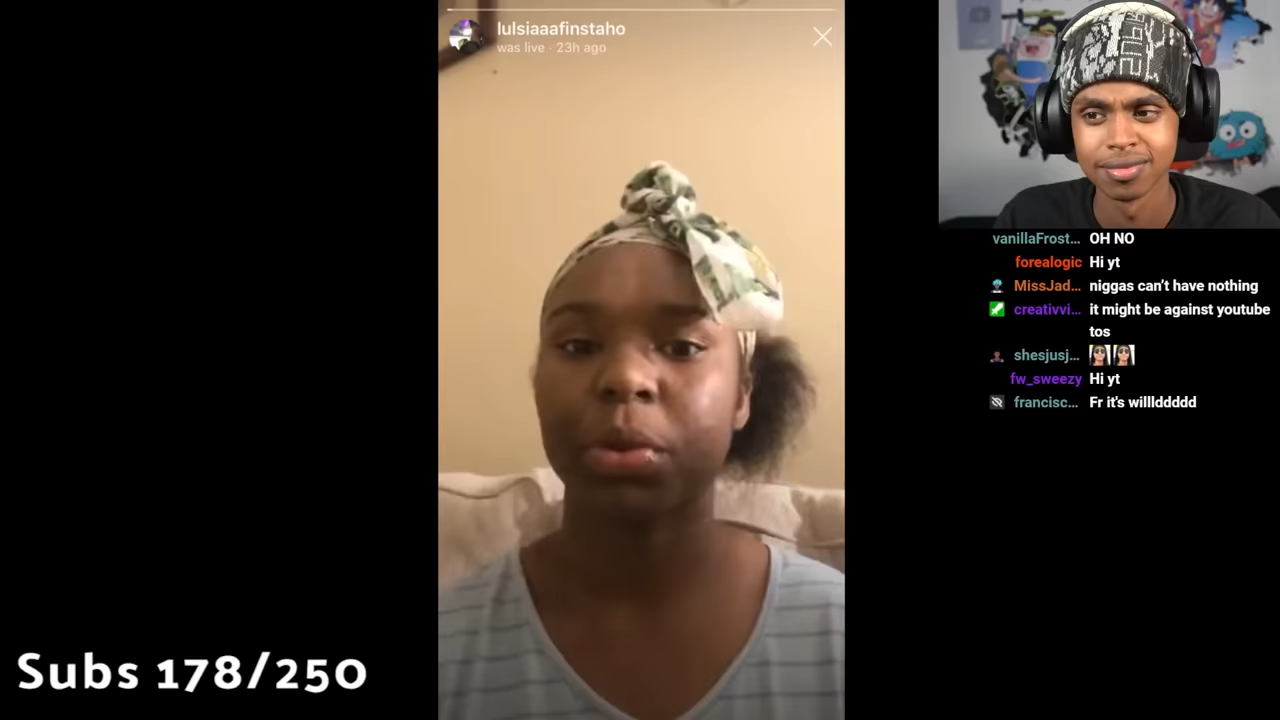 lulsiaaafinstaho
was live · 23h ago
vanillaFrost… OH NO
forealogic Hi yt
MissJad… niggas can't have nothing
creativvi… it might be against youtube
tos
shesjusj…
fw_sweezy Hi yt
francisc… Fr it's willlddddd
Subs 178/250